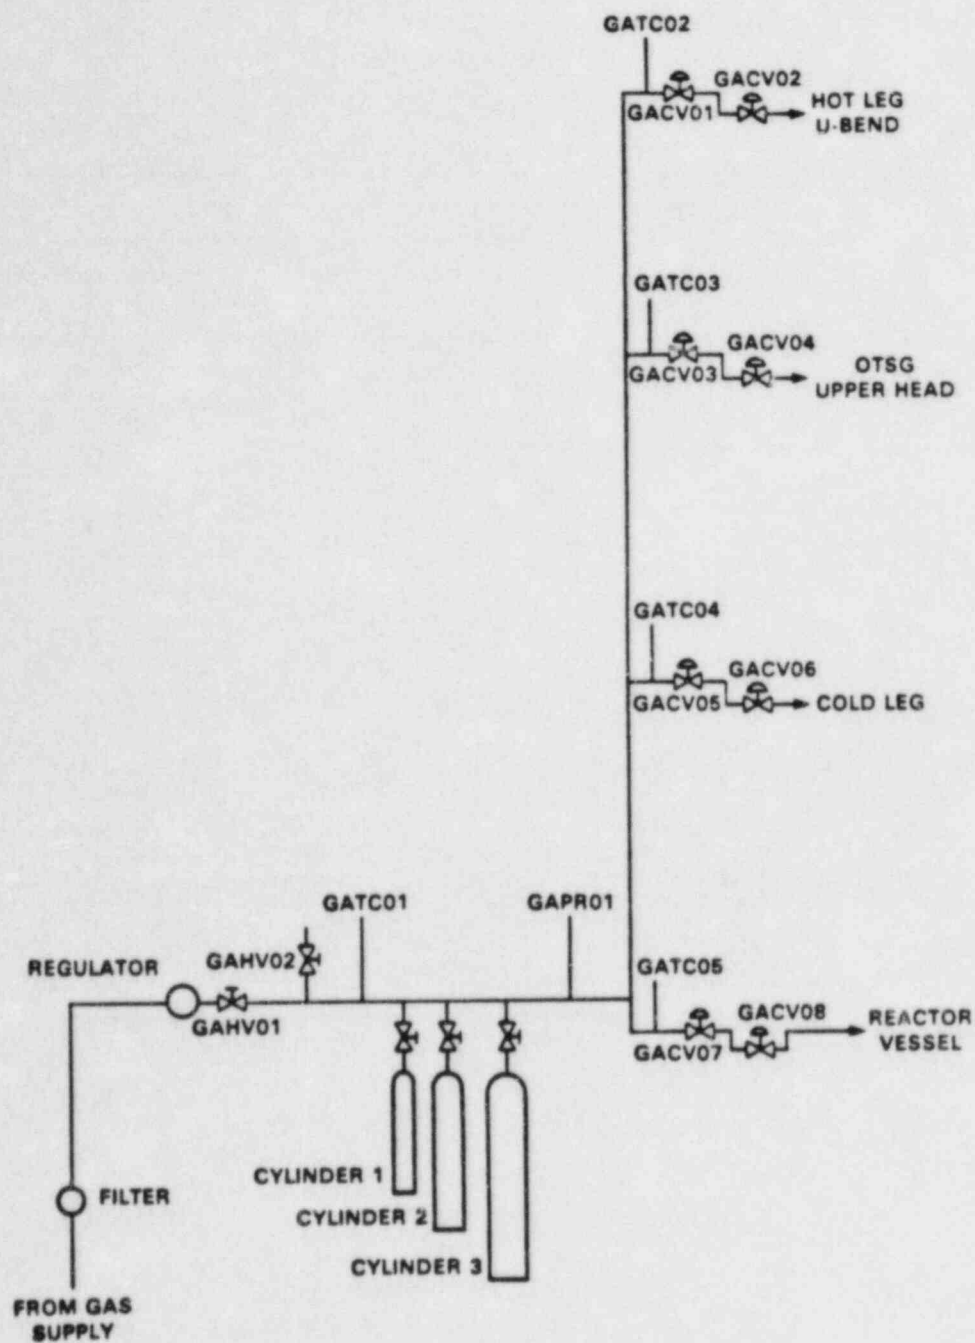 GATC02
GACV02
GACV01
HOT LEG
U-BEND
GATC03
GACV04
GACV03
OTSG
UPPER HEAD
GATC04
GACV06
GACV05
COLD LEG
GATC01
GAPR01
REGULATOR
GAHV02
GAHV01
GATC05
GACV08
GACV07
REACTOR
VESSEL
CYLINDER 1
FILTER
CYLINDER 2
CYLINDER 3
FROM GAS
SUPPLY